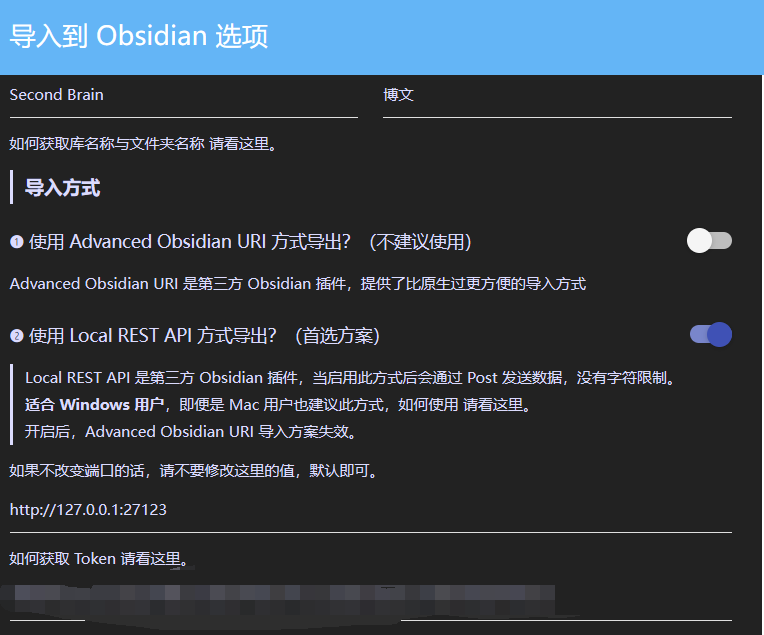 导入到 Obsidian 选项
Second Brain
博文
如何获取库名称与文件夹名称 请看这里。
导入方式
❶ 使用 Advanced Obsidian URI 方式导出？（不建议使用）
Advanced Obsidian URI 是第三方 Obsidian 插件，提供了比原生过更方便的导入方式
❷ 使用 Local REST API 方式导出？（首选方案）
Local REST API 是第三方 Obsidian 插件，当启用此方式后会通过 Post 发送数据，没有字符限制。
适合 Windows 用户，即便是 Mac 用户也建议此方式，如何使用 请看这里。
开启后，Advanced Obsidian URI 导入方案失效。
如果不改变端口的话，请不要修改这里的值，默认即可。
http://127.0.0.1:27123
如何获取 Token 请看这里。